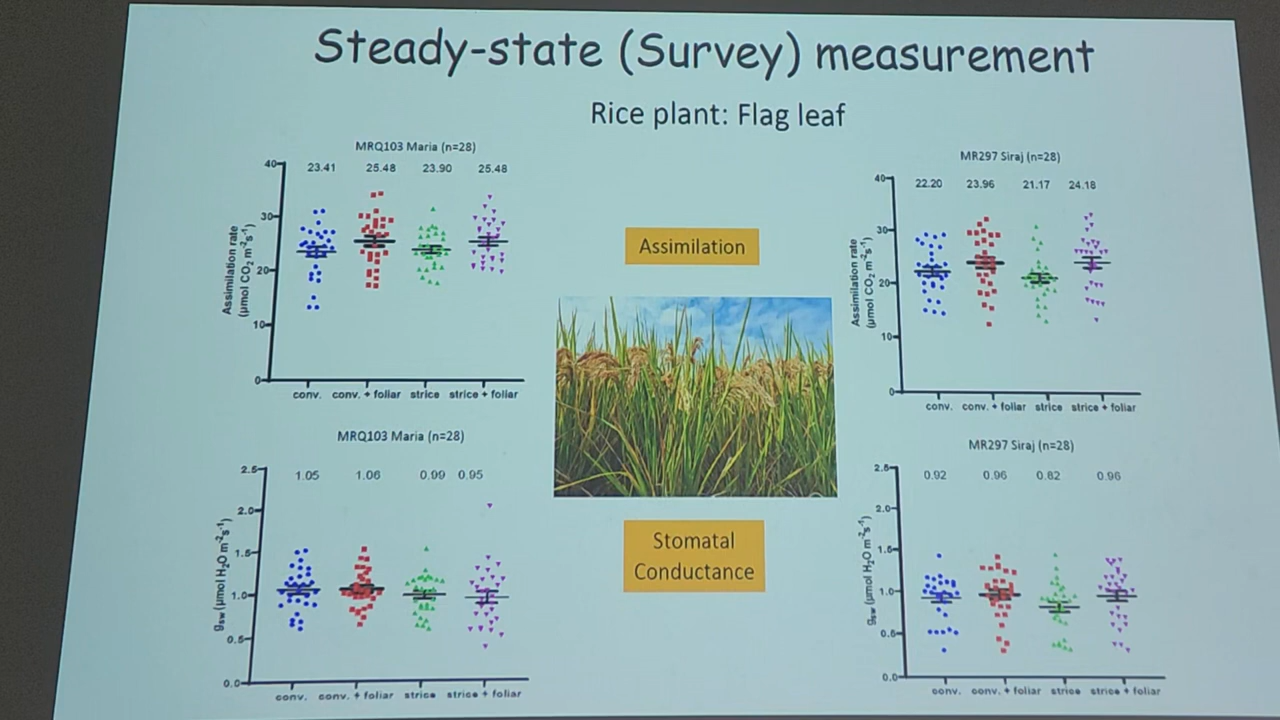 Steady-state (Survey) measurement
Rice plant: Flag leaf
MRQ103 Maria (n=28)
23.41 25.48 23.90 25.48
Assimilation rate
(µmol CO₂ m⁻²s⁻¹)
40
30
20
10
0
conv. conv. + foliar strice strice + foliar
Assimilation
MR297 Siraj (n=28)
22.20 23.96 21.17 24.18
Assimilation rate
(µmol CO₂ m⁻²s⁻¹)
40
30
20
10
0
conv. conv. + foliar strice strice + foliar
MRQ103 Maria (n=28)
1.05 1.06 0.99 0.95
gsw (µmol H₂O m⁻²s⁻¹)
2.5
2.0
1.5
1.0
0.5
0.0
conv. conv. + foliar strice strice + foliar
Stomatal
Conductance
MR297 Siraj (n=28)
0.92 0.96 0.82 0.96
gsw (µmol H₂O m⁻²s⁻¹)
2.5
2.0
1.5
1.0
0.5
0.0
conv. conv. + foliar strice strice + foliar